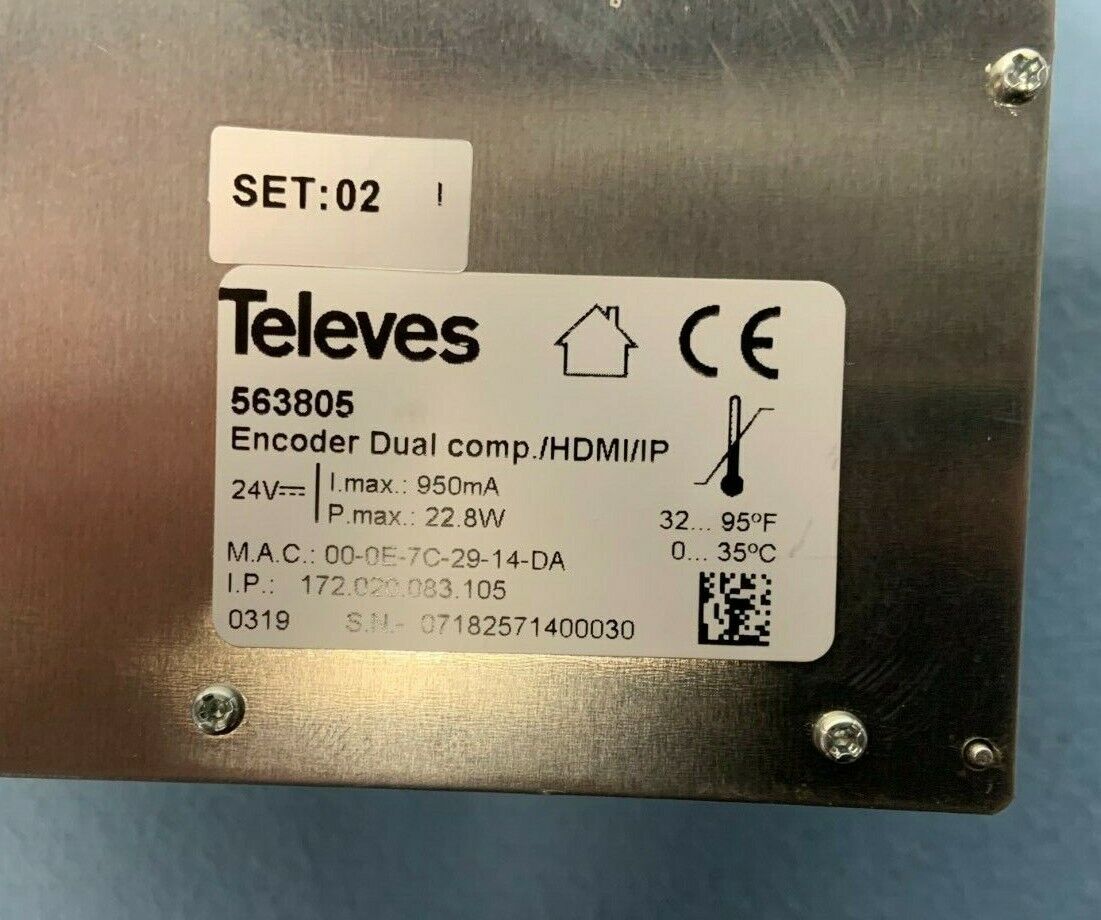 SET:02 !
Televes
CE
563805
Encoder Dual comp./HDMI/IP
24V⎓ I.max.: 950mA
P.max.: 22.8W
32... 95ºF
0... 35ºC
M.A.C.: 00-0E-7C-29-14-DA
I.P.: 172.020.083.105
0319 S.N.- 07182571400030